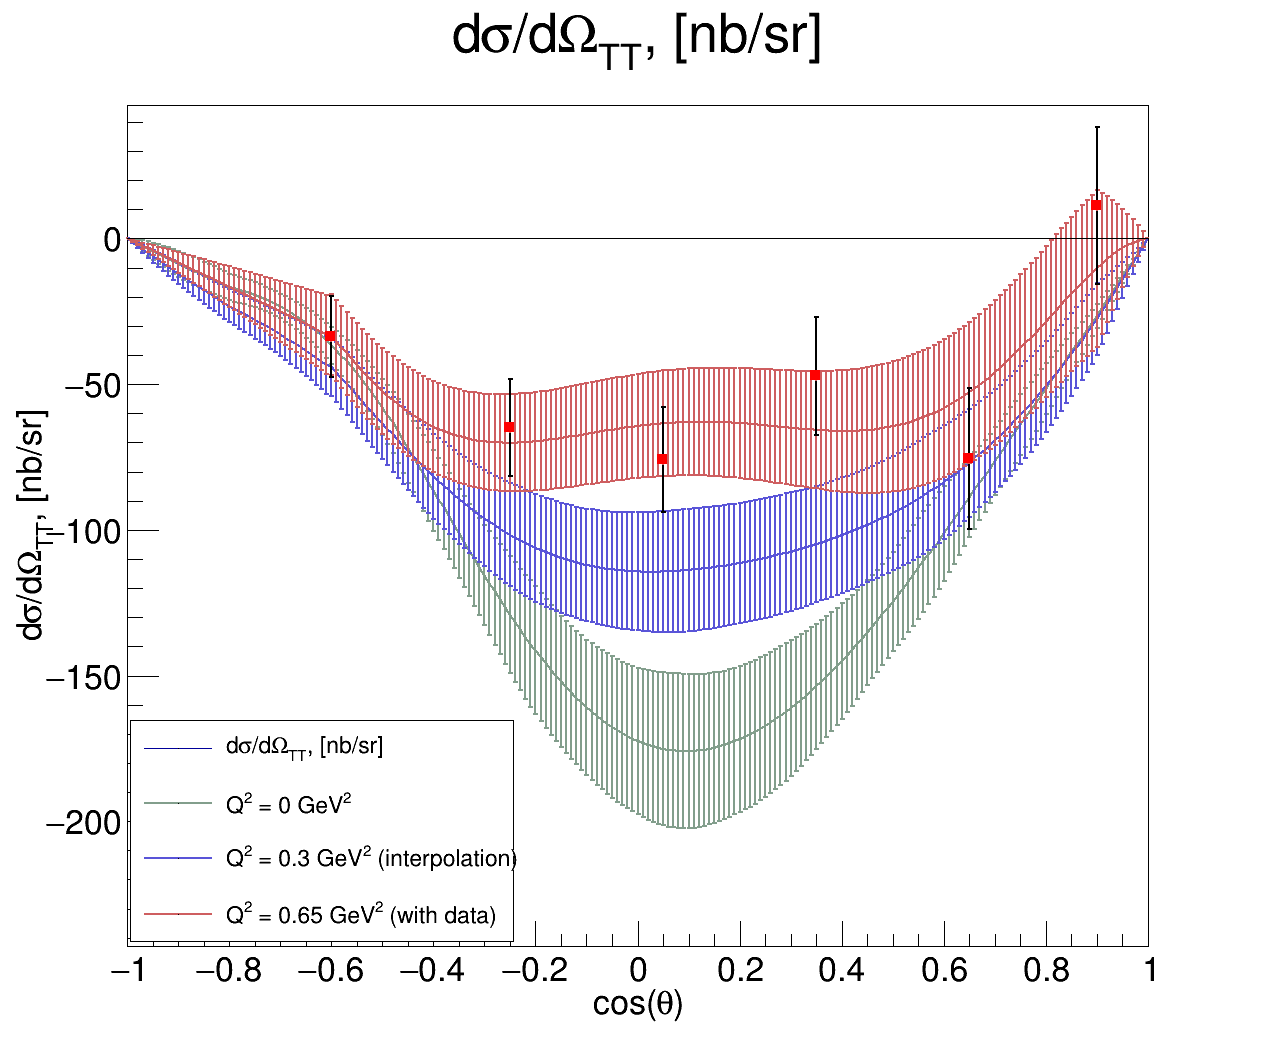 dσ/dΩTT, [nb/sr]
0
−50
−100
−150
−200
dσ/dΩTT, [nb/sr]
dσ/dΩTT, [nb/sr]
Q² = 0 GeV²
Q² = 0.3 GeV² (interpolation)
Q² = 0.65 GeV² (with data)
−1 −0.8 −0.6 −0.4 −0.2 0 0.2 0.4 0.6 0.8 1
cos(θ)